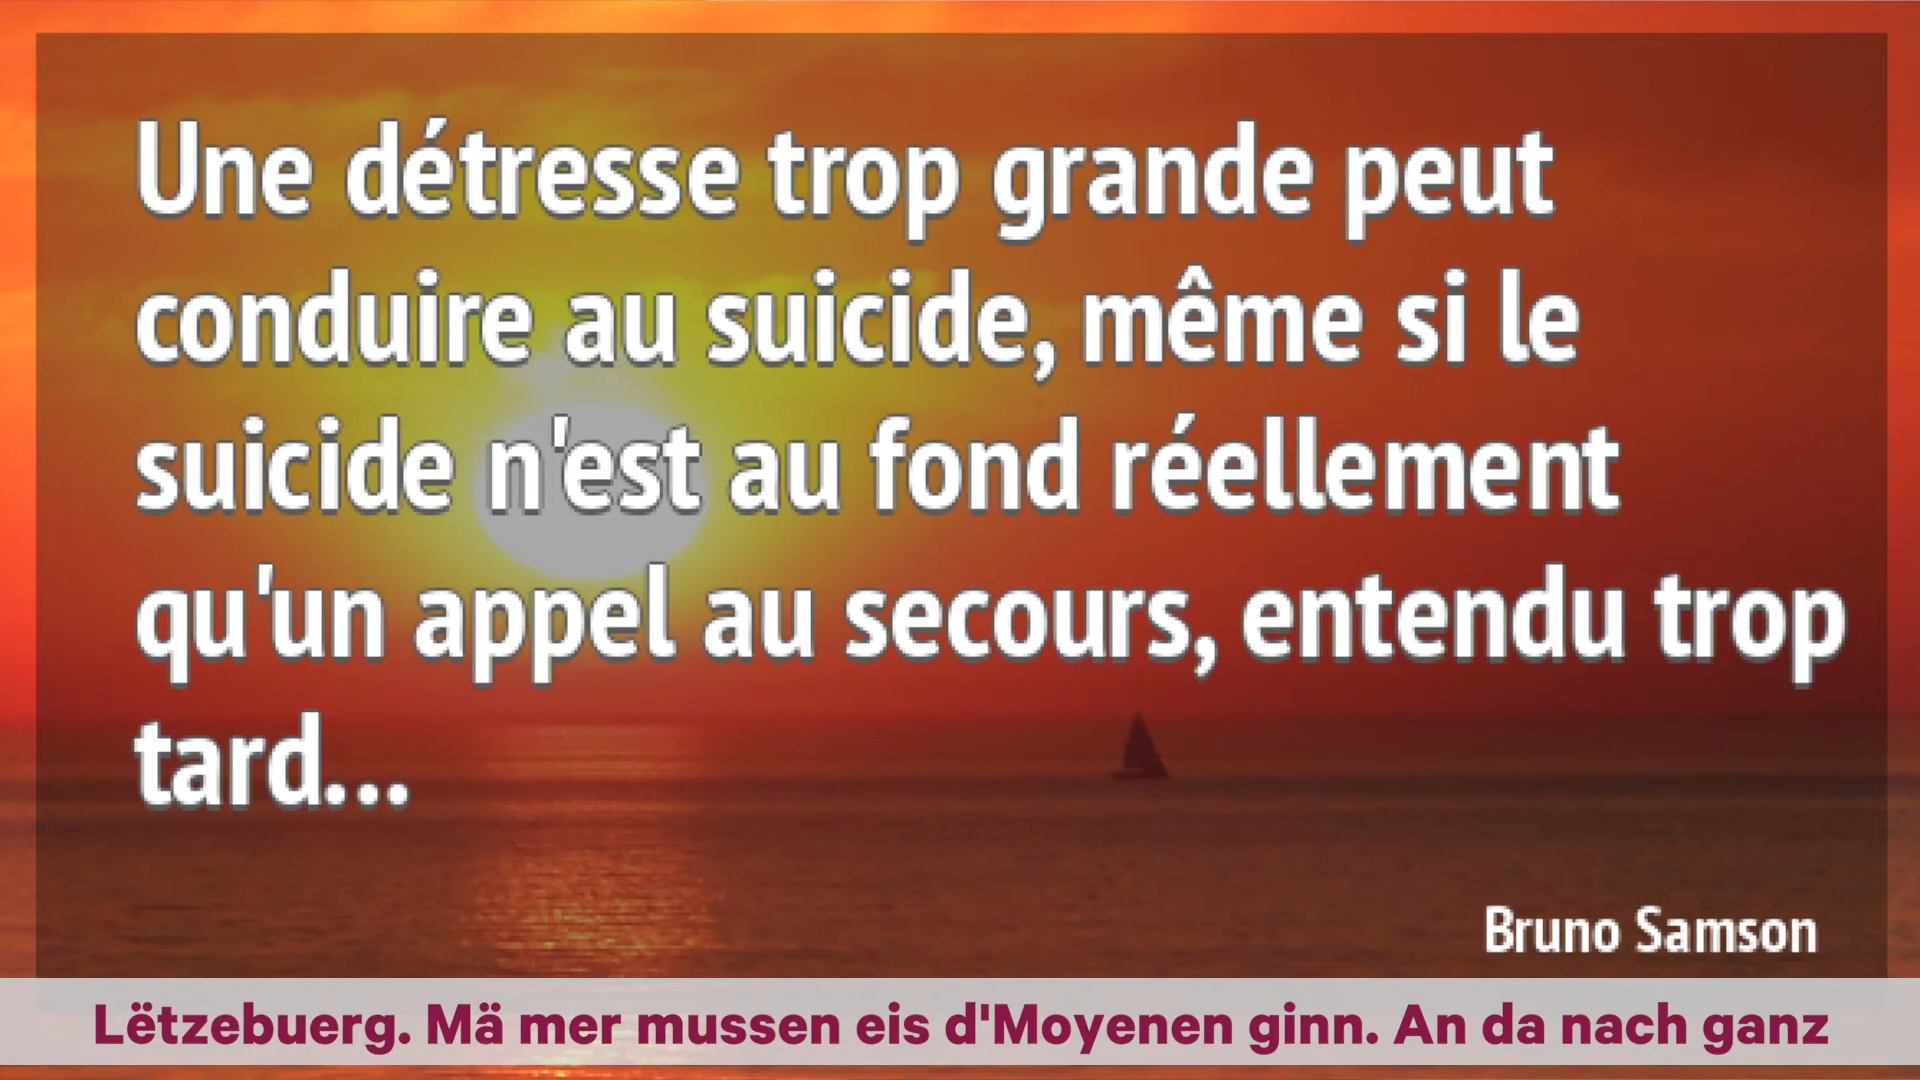 Une détresse trop grande peut
conduire au suicide, même si le
suicide n'est au fond réellement
qu'un appel au secours, entendu trop
tard...
Bruno Samson
Lëtzebuerg. Mä mer mussen eis d'Moyenen ginn. An da nach ganz